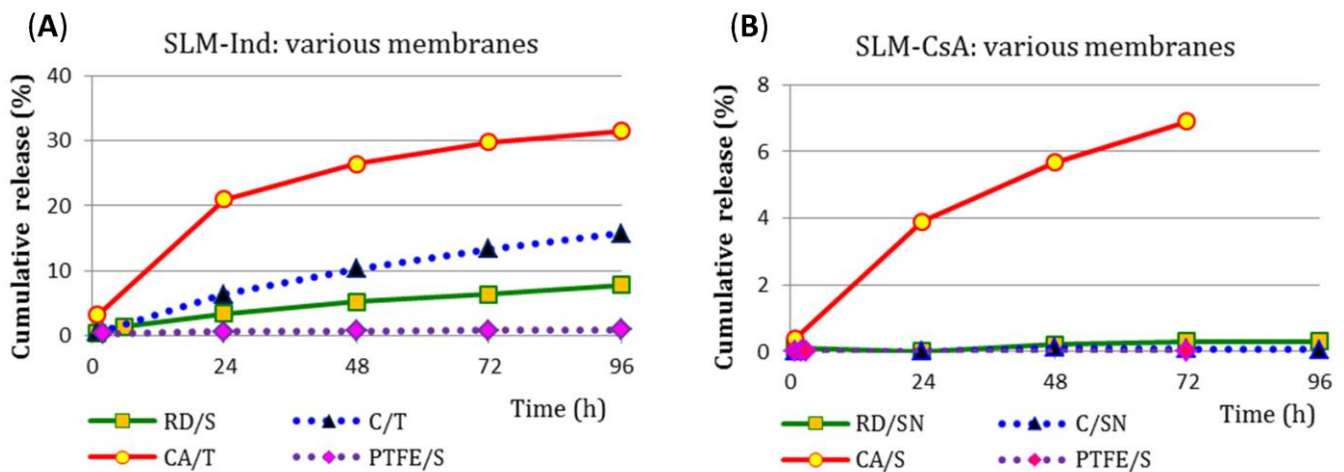 (A)
SLM-Ind: various membranes
Cumulative release (%)
40
30
20
10
0
0 24 48 72 96
Time (h)
RD/S C/T
CA/T PTFE/S
(B)
SLM-CsA: various membranes
Cumulative release (%)
8
6
4
2
0
0 24 48 72 96
Time (h)
RD/SN C/SN
CA/S PTFE/S